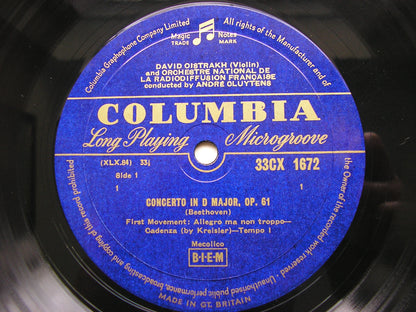 Columbia Graphophone Company Limited
All rights of the Manufacturer and of
the Owner of the record reserved
Unauthorised public performance, broadcasting
and copying of this record prohibited
Magic Notes
TRADE MARK
DAVID OISTRAKH (Violin)
and ORCHESTRE NATIONAL DE
LA RADIODIFFUSION FRANÇAISE
conducted by ANDRÉ CLUYTENS
COLUMBIA
Long Playing Microgroove
(XLX.84) 33⅓ 33CX 1672
Side 1
1 1
CONCERTO IN D MAJOR, OP. 61
(Beethoven)
First Movement: Allegro ma non troppo—
Cadenza (by Kreisler)—Tempo I
Mecolico
B·I·E·M
MADE IN GT. BRITAIN